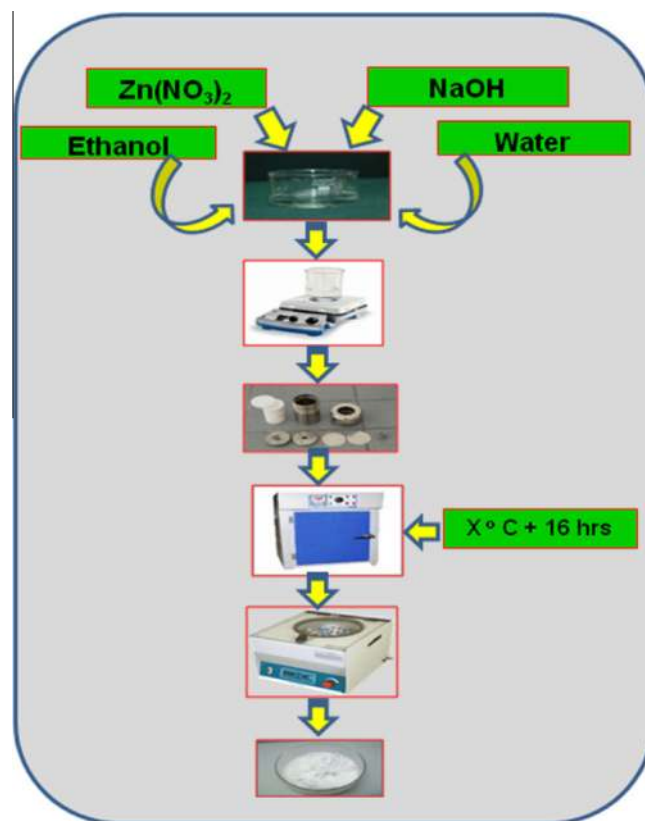 Zn(NO₃)₂
NaOH
Ethanol
Water
X º C + 16 hrs